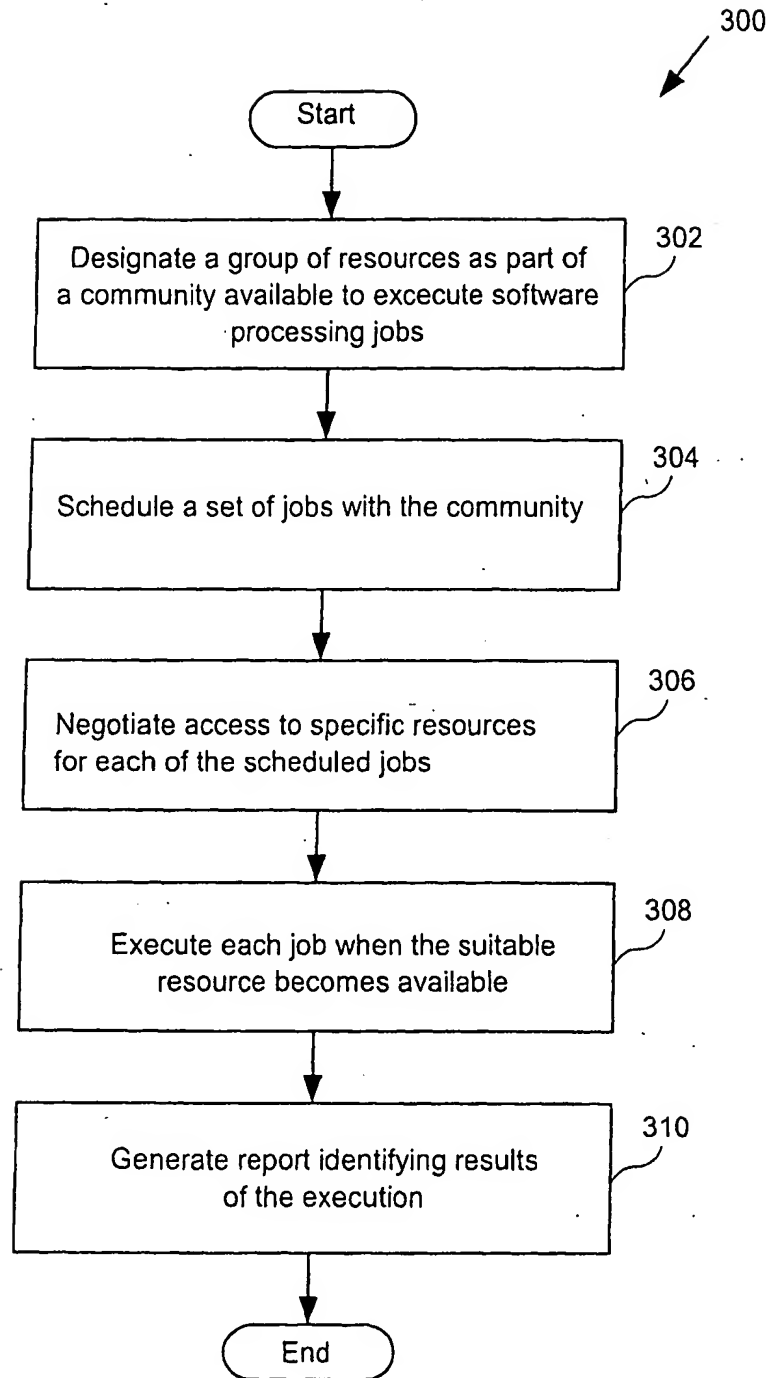 300
Start
302
Designate a group of resources as part of
a community available to excecute software
processing jobs
304
Schedule a set of jobs with the community
306
Negotiate access to specific resources
for each of the scheduled jobs
308
Execute each job when the suitable
resource becomes available
310
Generate report identifying results
of the execution
End